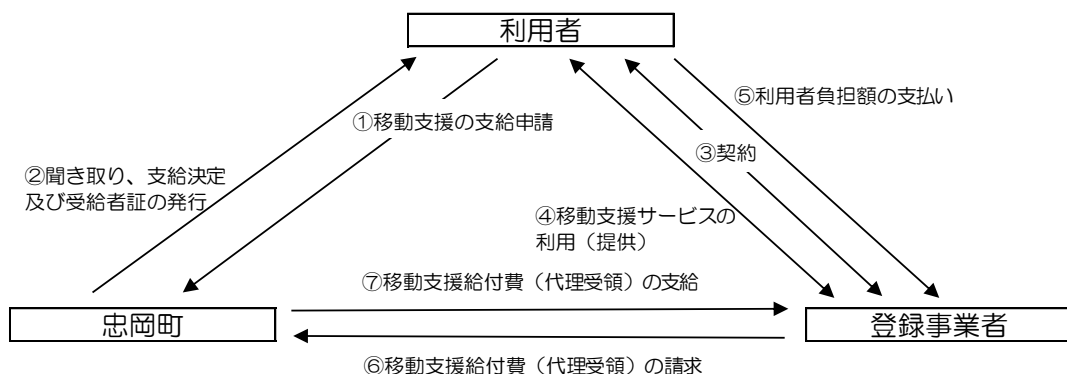 利用者
⑤利用者負担額の支払い
①移動支援の支給申請
③契約
②聞き取り、支給決定
及び受給者証の発行
④移動支援サービスの
利用（提供）
⑦移動支援給付費（代理受領）の支給
忠岡町
登録事業者
⑥移動支援給付費（代理受領）の請求